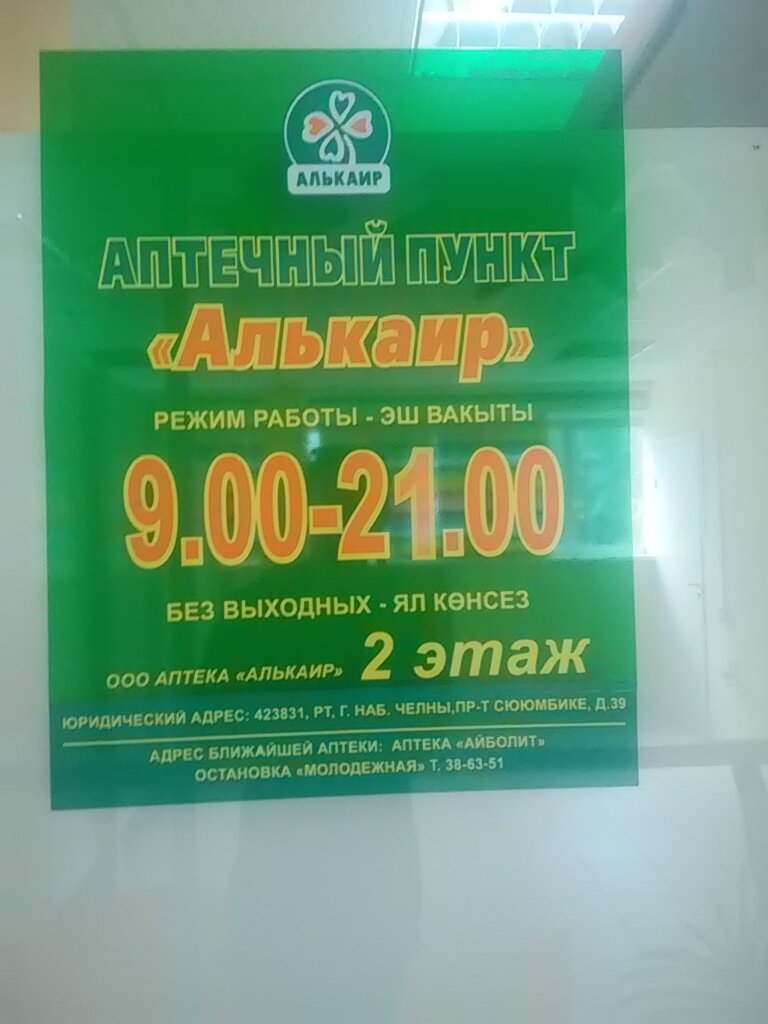 АЛЬКАИР
АПТЕЧНЫЙ ПУНКТ
«Алькаир»
РЕЖИМ РАБОТЫ - ЭШ ВАКЫТЫ
9.00-21.00
БЕЗ ВЫХОДНЫХ - ЯЛ КӨНСЕЗ
ООО АПТЕКА «АЛЬКАИР» 2 этаж
ЮРИДИЧЕСКИЙ АДРЕС: 423831, РТ, Г. НАБ. ЧЕЛНЫ,ПР-Т СЮЮМБИКЕ, Д.39
АДРЕС БЛИЖАЙШЕЙ АПТЕКИ: АПТЕКА «АЙБОЛИТ»
ОСТАНОВКА «МОЛОДЕЖНАЯ» Т. 38-63-51